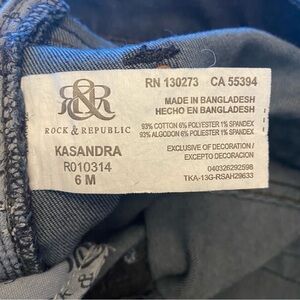 RN 130273 CA 55394
MADE IN BANGLADESH
HECHO EN BANGLADESH
ROCK & REPUBLIC
93% COTTON 6% POLYESTER 1% SPANDEX
93% ALGODON 6% POLYESTER 1% SPANDEX
KASANDRA
EXCLUSIVE OF DECORATION /
EXCEPTO DECORACION
R010314
040326292598
6 M
TKA-13G-RSAH29633